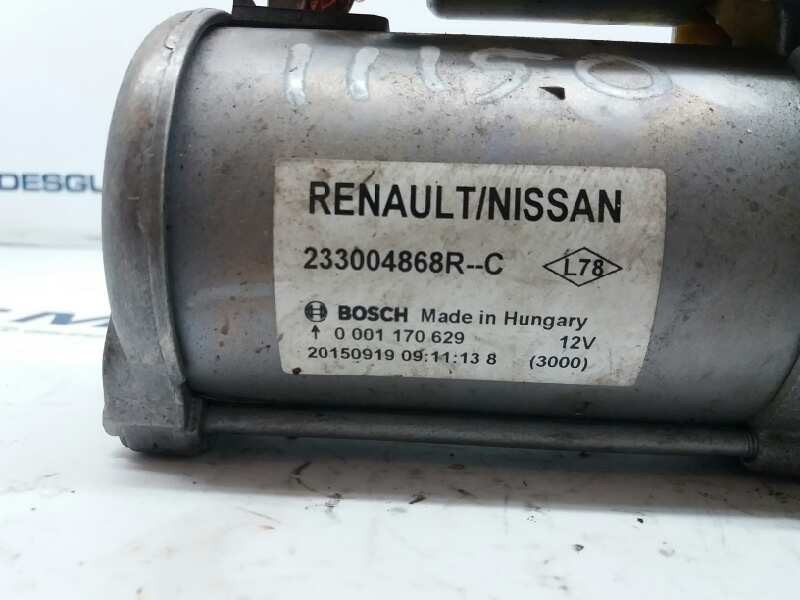 11150
DESGU
RENAULT/NISSAN
233004868R--C L78
BOSCH Made in Hungary
↑ 0 001 170 629 12V
20150919 09:11:13 8 (3000)